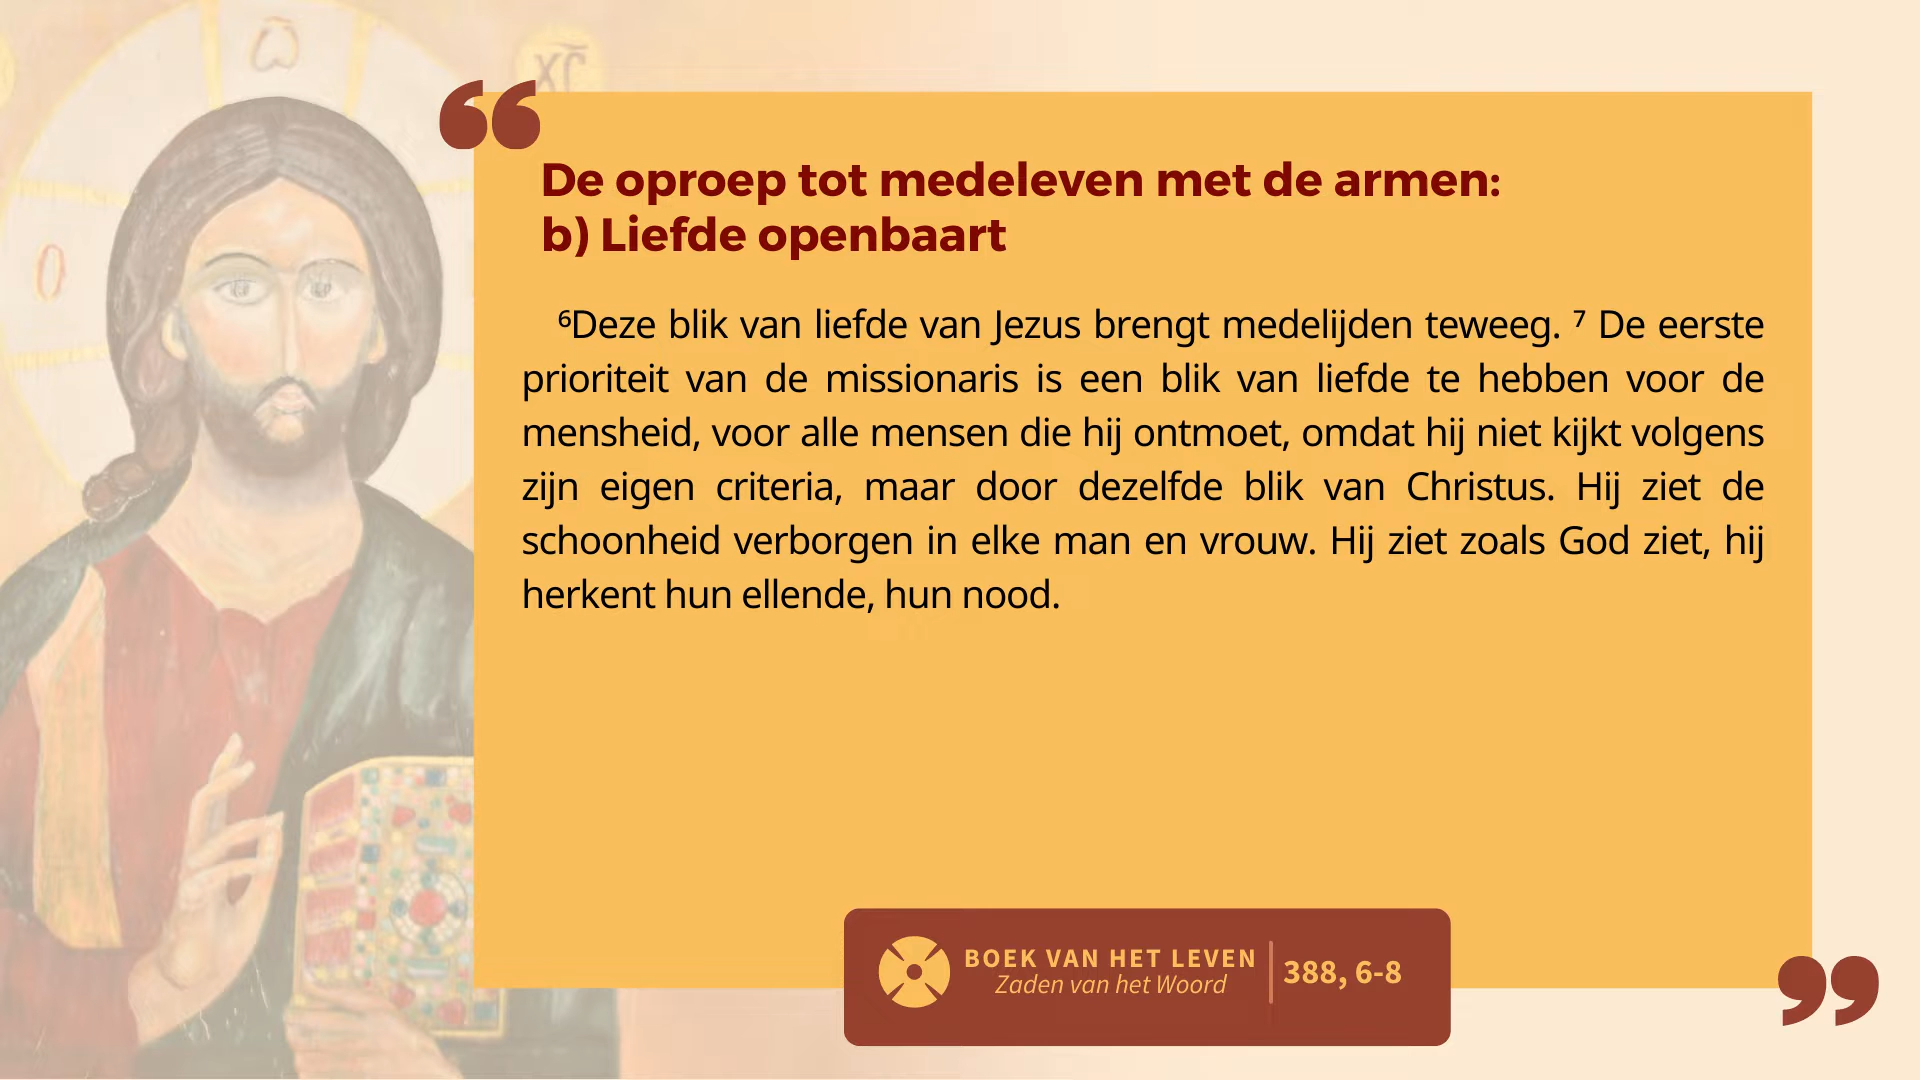 ω
Ο
XC
De oproep tot medeleven met de armen:
b) Liefde openbaart
⁶Deze blik van liefde van Jezus brengt medelijden teweeg. ⁷ De eerste
prioriteit van de missionaris is een blik van liefde te hebben voor de
mensheid, voor alle mensen die hij ontmoet, omdat hij niet kijkt volgens
zijn eigen criteria, maar door dezelfde blik van Christus. Hij ziet de
schoonheid verborgen in elke man en vrouw. Hij ziet zoals God ziet, hij
herkent hun ellende, hun nood.
BOEK VAN HET LEVEN
Zaden van het Woord
388, 6-8